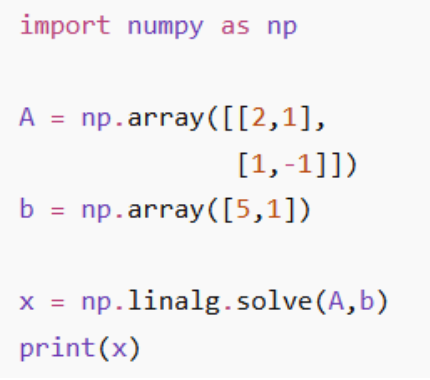 import numpy as np
A = np.array([[2,1],
[1,-1]])
b = np.array([5,1])
x = np.linalg.solve(A,b)
print(x)